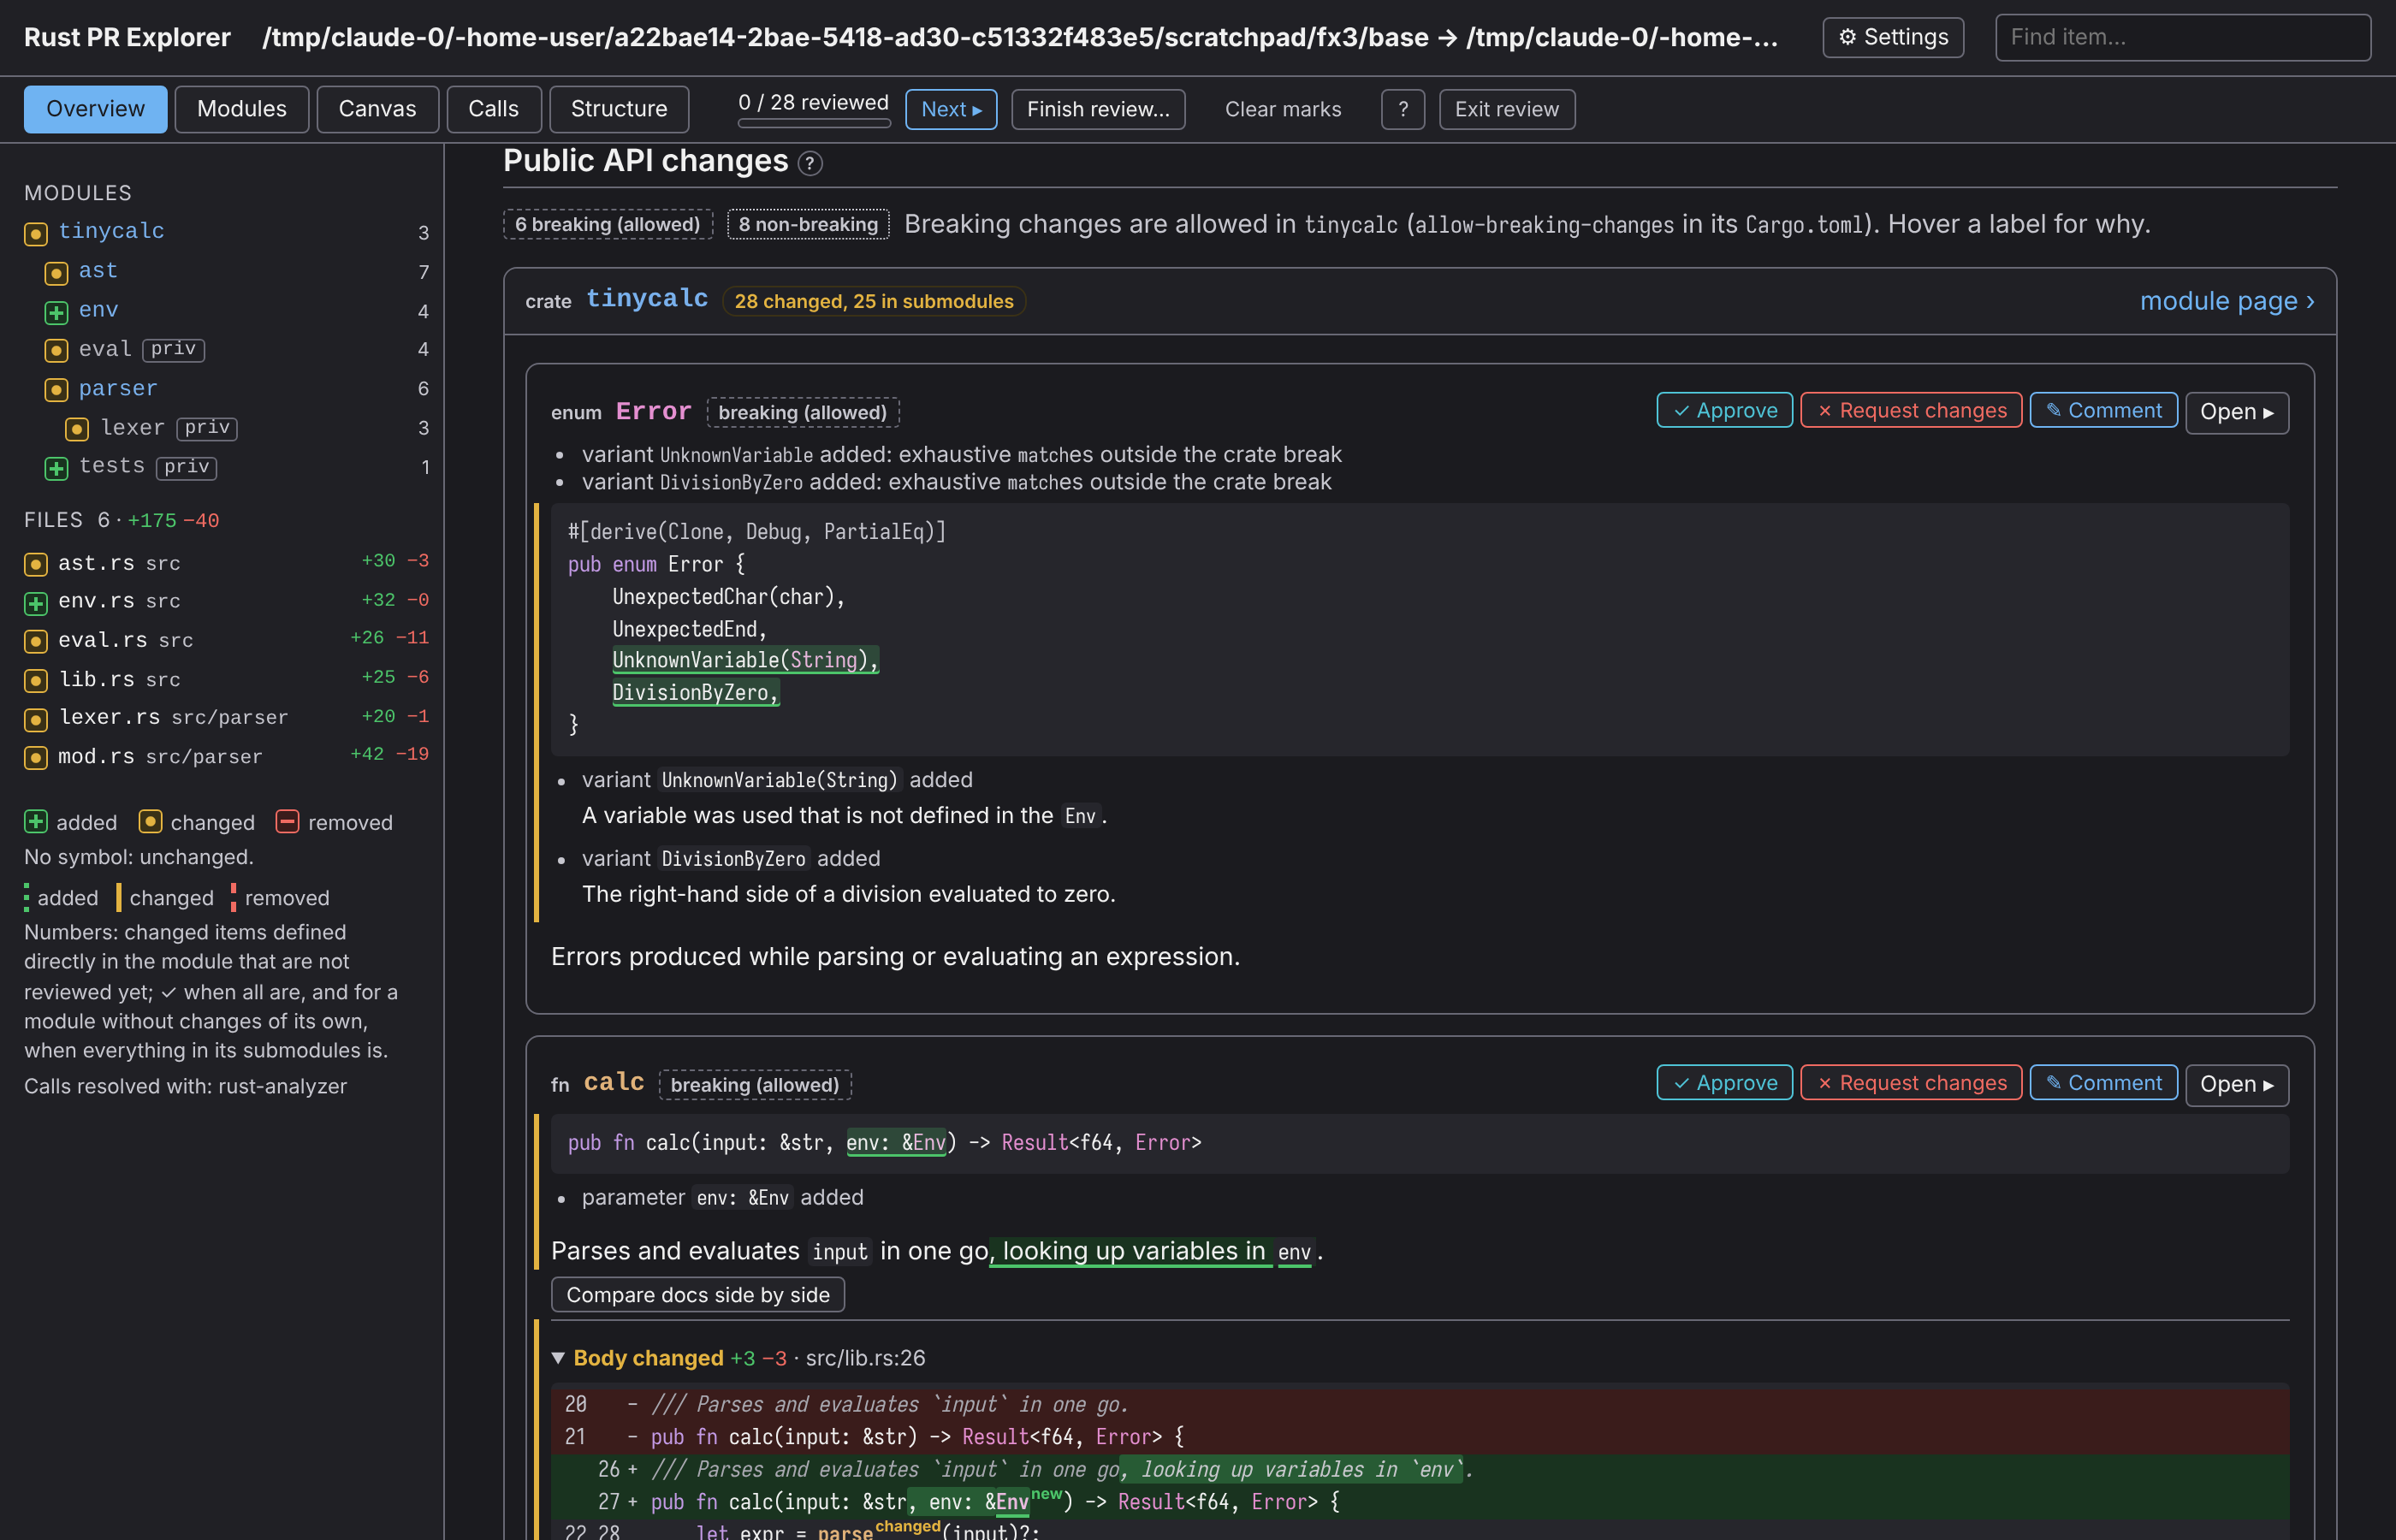 Rust PR Explorer /tmp/claude-0/-home-user/a22bae14-2bae-5418-ad30-c51332f483e5/scratchpad/fx3/base → /tmp/claude-0/-home-... ⚙ Settings Find item...
Overview Modules Canvas Calls Structure 0 / 28 reviewed Next ▸ Finish review... Clear marks ? Exit review
MODULES
tinycalc 3
ast 7
env 4
eval priv 4
parser 6
lexer priv 3
tests priv 1
FILES 6 · +175 −40
ast.rs src +30 −3
env.rs src +32 −0
eval.rs src +26 −11
lib.rs src +25 −6
lexer.rs src/parser +20 −1
mod.rs src/parser +42 −19
added changed removed
No symbol: unchanged.
added changed removed
Numbers: changed items defined
directly in the module that are not
reviewed yet; ✓ when all are, and for a
module without changes of its own,
when everything in its submodules is.
Calls resolved with: rust-analyzer
Public API changes ?
6 breaking (allowed) 8 non-breaking Breaking changes are allowed in tinycalc (allow-breaking-changes in its Cargo.toml). Hover a label for why.
crate tinycalc 28 changed, 25 in submodules module page ›
enum Error breaking (allowed) ✓ Approve × Request changes ✎ Comment Open ▸
• variant UnknownVariable added: exhaustive matches outside the crate break
• variant DivisionByZero added: exhaustive matches outside the crate break
#[derive(Clone, Debug, PartialEq)]
pub enum Error {
UnexpectedChar(char),
UnexpectedEnd,
UnknownVariable(String),
DivisionByZero,
}
• variant UnknownVariable(String) added
A variable was used that is not defined in the Env.
• variant DivisionByZero added
The right-hand side of a division evaluated to zero.
Errors produced while parsing or evaluating an expression.
fn calc breaking (allowed) ✓ Approve × Request changes ✎ Comment Open ▸
pub fn calc(input: &str, env: &Env) -> Result<f64, Error>
• parameter env: &Env added
Parses and evaluates input in one go, looking up variables in env.
Compare docs side by side
▼ Body changed +3 −3 · src/lib.rs:26
20 − /// Parses and evaluates `input` in one go.
21 − pub fn calc(input: &str) -> Result<f64, Error> {
26 + /// Parses and evaluates `input` in one go, looking up variables in `env`.
27 + pub fn calc(input: &str, env: &Env new) -> Result<f64, Error> {
22 28 let expr = parse changed(input)?;